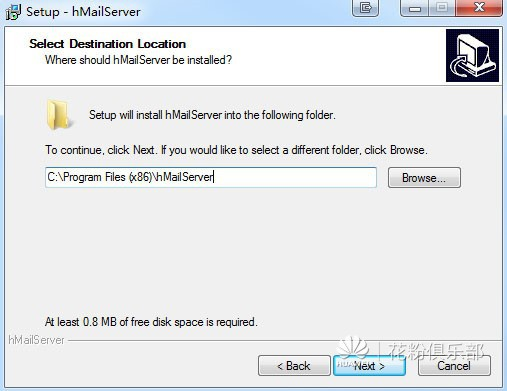 Setup - hMailServer
Select Destination Location
Where should hMailServer be installed?
Setup will install hMailServer into the following folder.
To continue, click Next. If you would like to select a different folder, click Browse.
C:\Program Files (x86)\hMailServer
Browse...
At least 0.8 MB of free disk space is required.
hMailServer
< Back
Next >
Cancel
花粉俱乐部